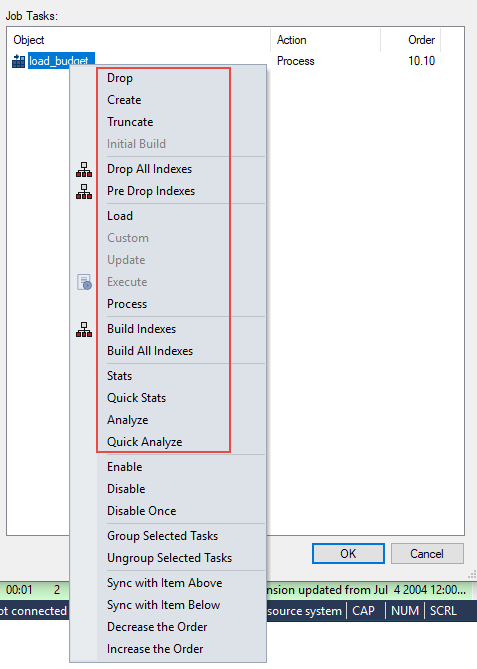 Job Tasks:
Object Action Order
load_budget Process 10.10
Drop
Create
Truncate
Initial Build
Drop All Indexes
Pre Drop Indexes
Load
Custom
Update
Execute
Process
Build Indexes
Build All Indexes
Stats
Quick Stats
Analyze
Quick Analyze
Enable
Disable
Disable Once
Group Selected Tasks
Ungroup Selected Tasks
Sync with Item Above
Sync with Item Below
Decrease the Order
Increase the Order
OK Cancel
00:01 2 nsion updated from Jul 4 2004 12:00...
ot connected source system CAP NUM SCRL